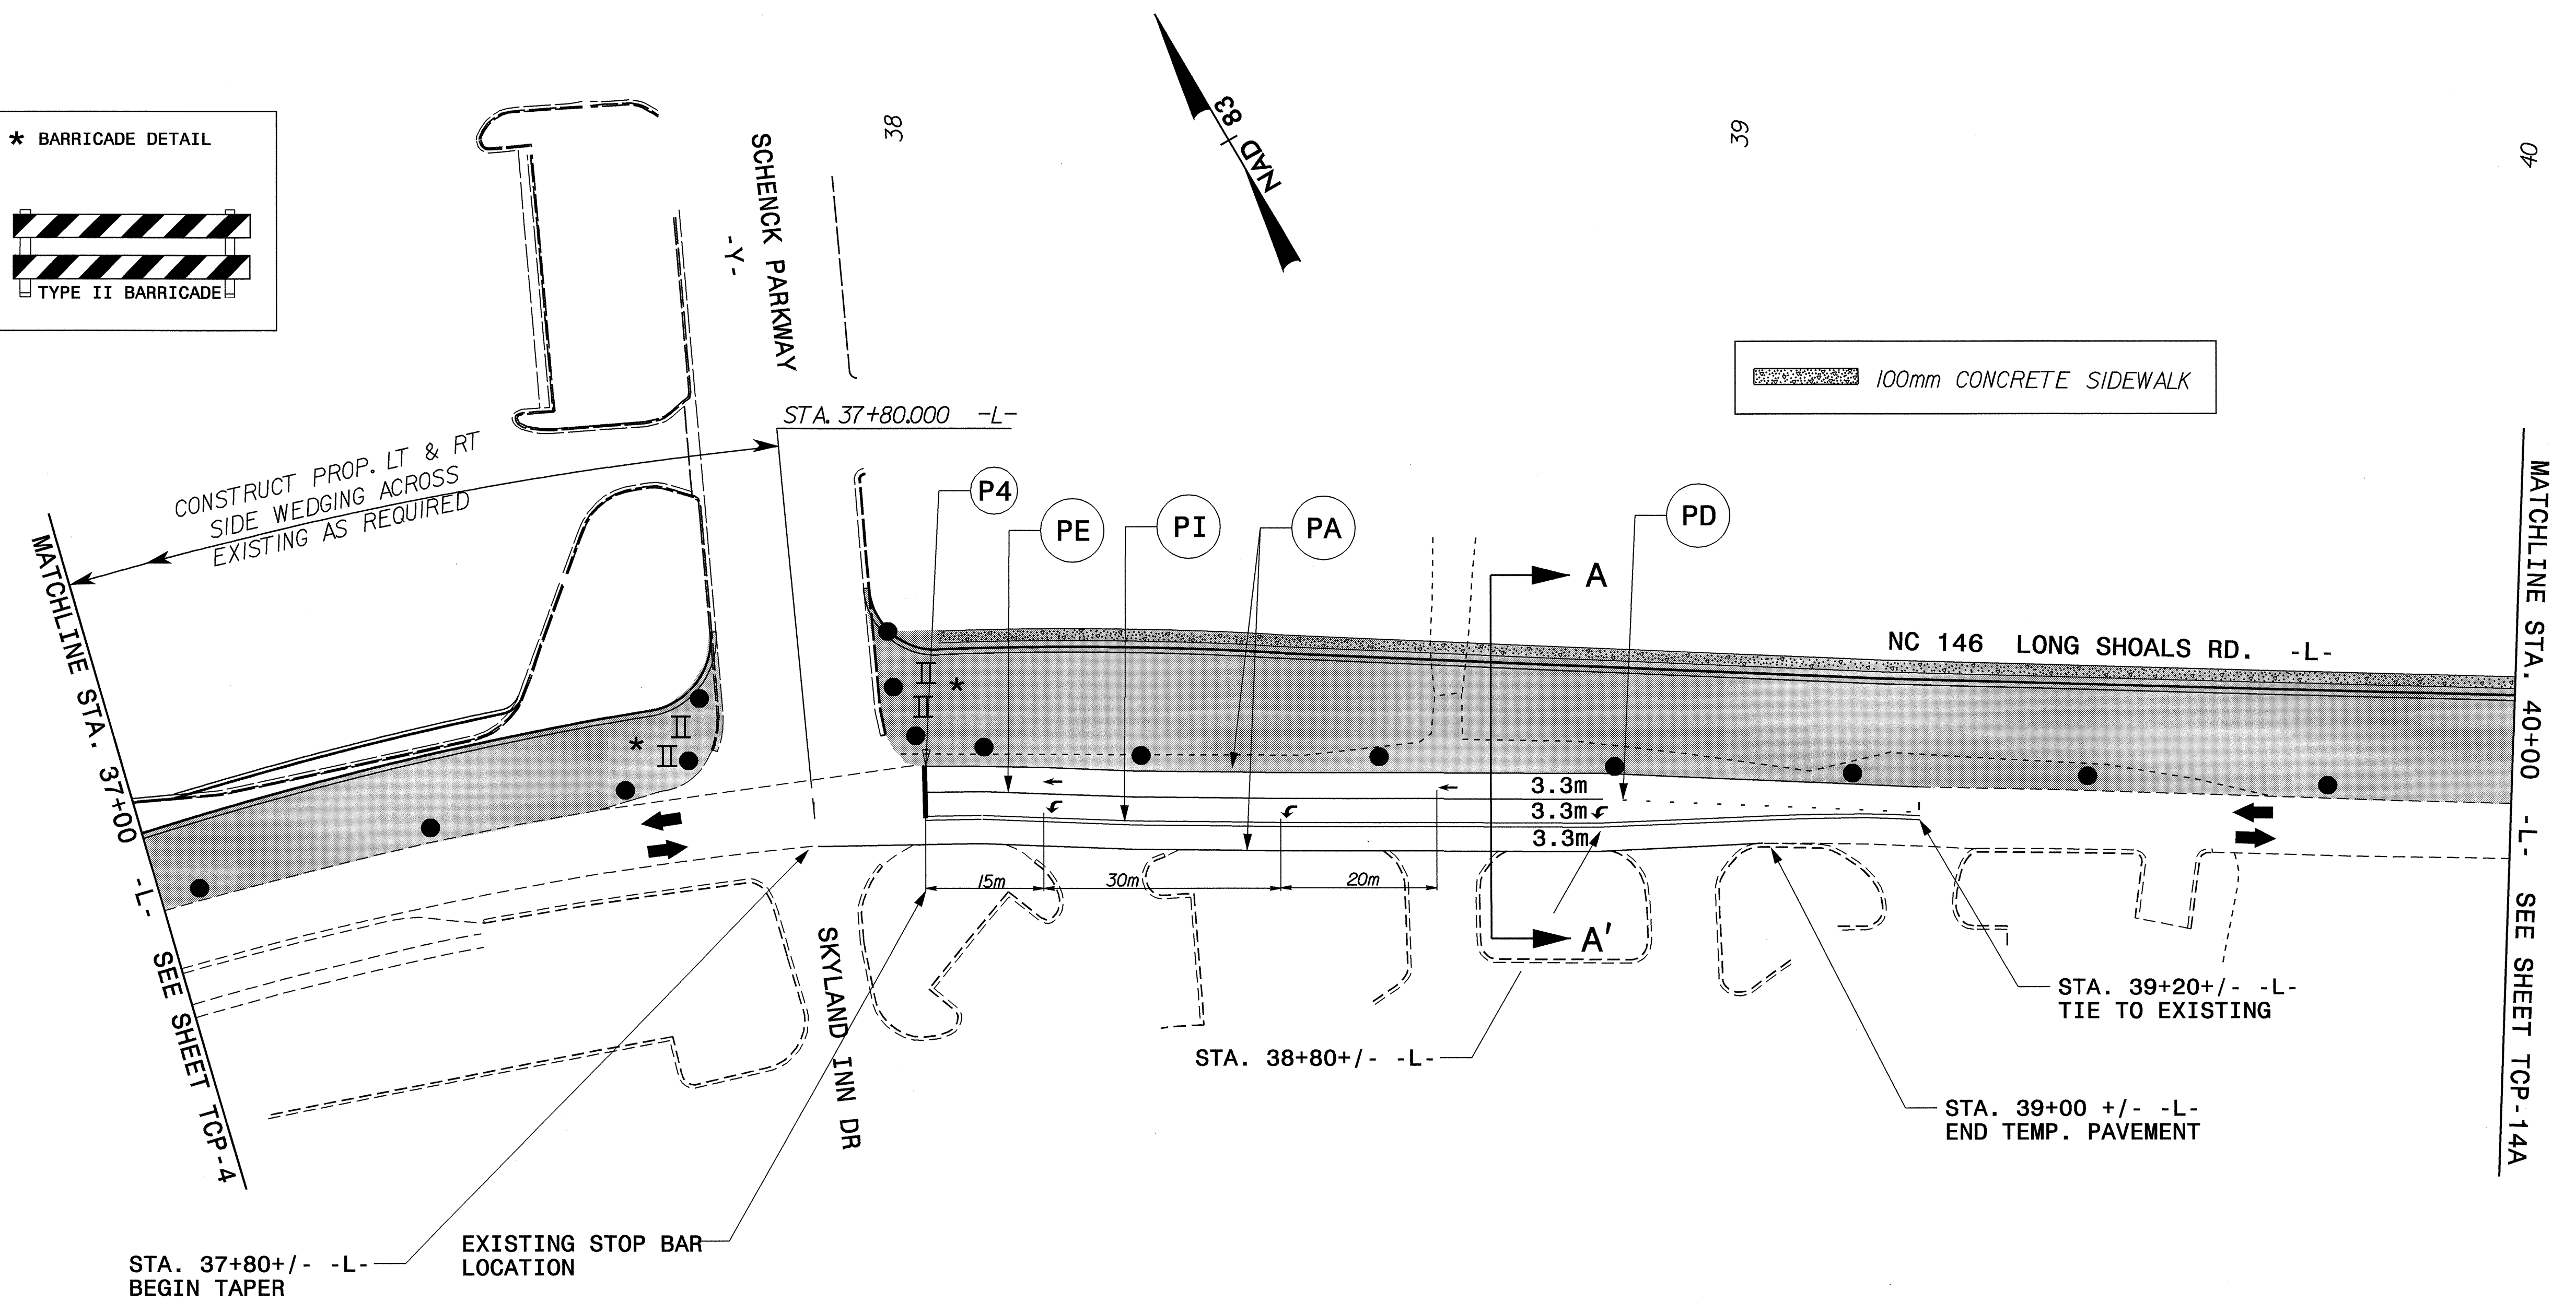 * BARRICADE DETAIL
TYPE II BARRICADE
SCHENCK PARKWAY
-Y-
38
NAD 83
39
40
100mm CONCRETE SIDEWALK
STA. 37+80.000 -L-
CONSTRUCT PROP. LT & RT
SIDE WEDGING ACROSS
EXISTING AS REQUIRED
P4
PE
PI
PA
PD
A
NC 146 LONG SHOALS RD. -L-
*
*
3.3m
3.3m
3.3m
15m
30m
20m
A'
MATCHLINE STA. 37+00 -L- SEE SHEET TCP-4
MATCHLINE STA. 40+00 -L- SEE SHEET TCP-14A
SKYLAND INN DR
STA. 39+20+/- -L-
TIE TO EXISTING
STA. 38+80+/- -L-
STA. 39+00 +/- -L-
END TEMP. PAVEMENT
EXISTING STOP BAR
LOCATION
STA. 37+80+/- -L-
BEGIN TAPER